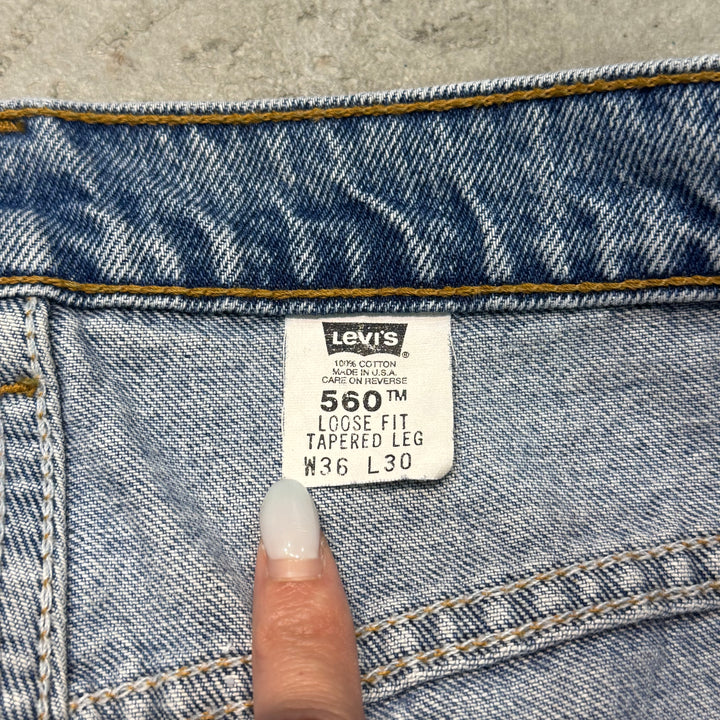 Levi's ®
100% COTTON
MADE IN U.S.A.
CARE ON REVERSE
560™
LOOSE FIT
TAPERED LEG
W36 L30